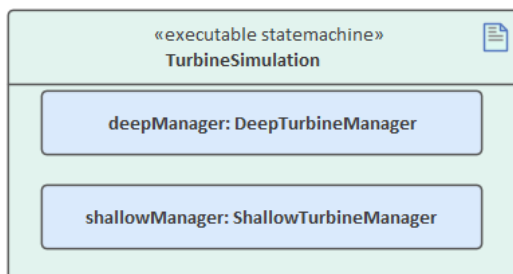 «executable statemachine»
TurbineSimulation
deepManager: DeepTurbineManager
shallowManager: ShallowTurbineManager